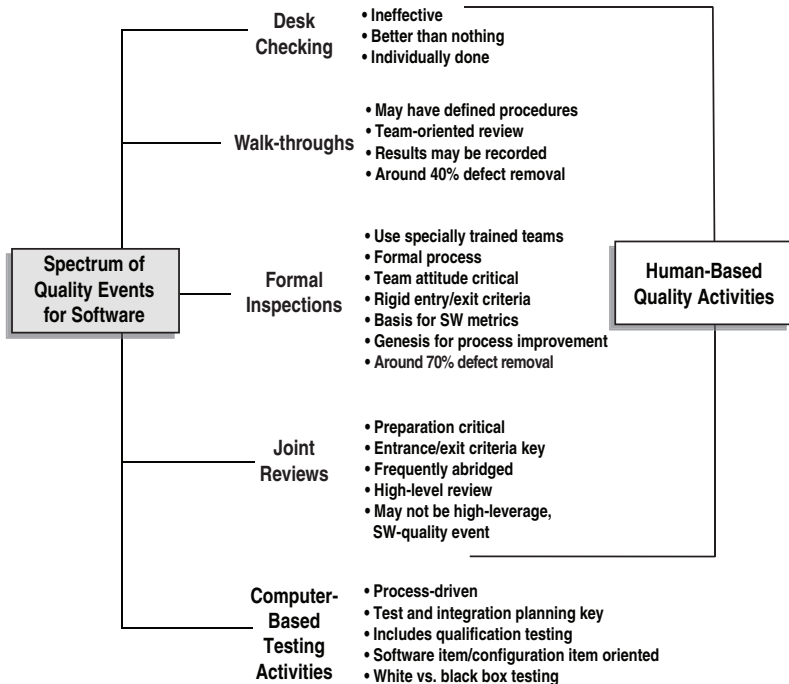 Desk
Checking
• Ineffective
• Better than nothing
• Individually done
Walk-throughs
• May have defined procedures
• Team-oriented review
• Results may be recorded
• Around 40% defect removal
Spectrum of
Quality Events
for Software
Formal
Inspections
• Use specially trained teams
• Formal process
• Team attitude critical
• Rigid entry/exit criteria
• Basis for SW metrics
• Genesis for process improvement
• Around 70% defect removal
Human-Based
Quality Activities
Joint
Reviews
• Preparation critical
• Entrance/exit criteria key
• Frequently abridged
• High-level review
• May not be high-leverage,
SW-quality event
Computer-
Based
Testing
Activities
• Process-driven
• Test and integration planning key
• Includes qualification testing
• Software item/configuration item oriented
• White vs. black box testing